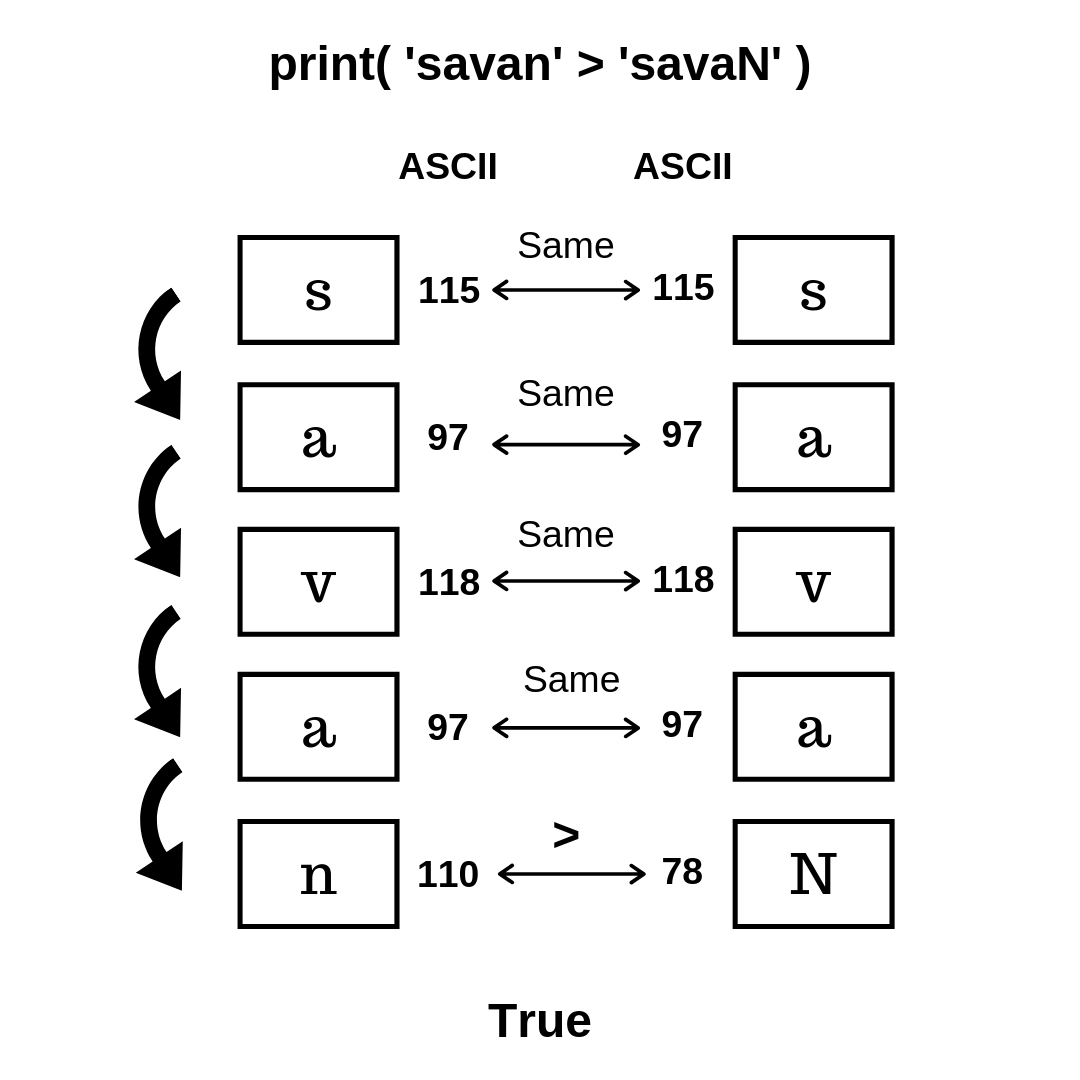 print( 'savan' > 'savaN' )
ASCII ASCII
Same
s 115 115 s
Same
a 97 97 a
Same
v 118 118 v
Same
a 97 97 a
>
n 110 78 N
True